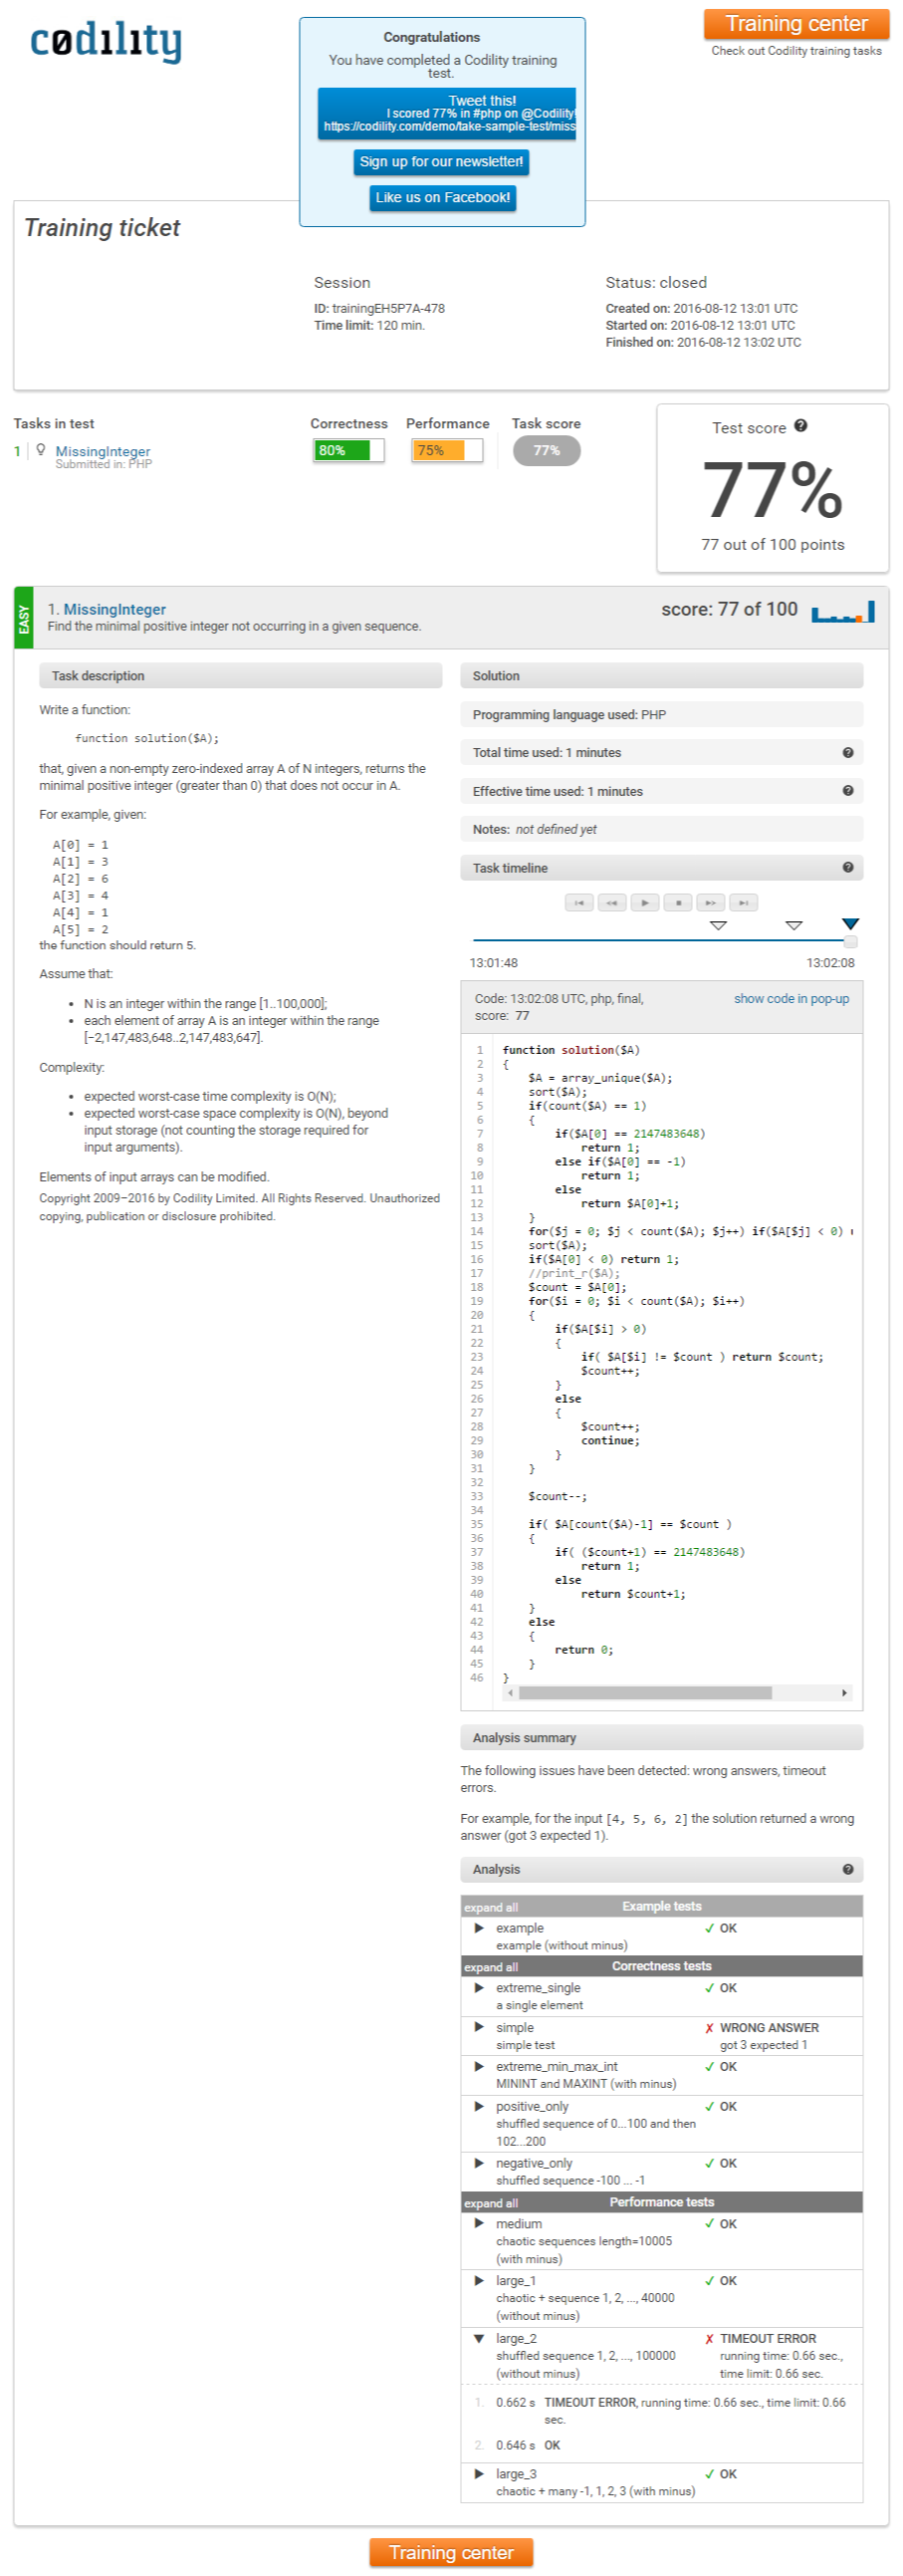 codility
Congratulations
You have completed a Codility training
test.
Tweet this!
I scored 77% in #php on @Codility!
https://codility.com/demo/take-sample-test/miss
Sign up for our newsletter!
Like us on Facebook!
Training center
Check out Codility training tasks
Training ticket
Session
ID: trainingEH5P7A-478
Time limit: 120 min.
Status: closed
Created on: 2016-08-12 13:01 UTC
Started on: 2016-08-12 13:01 UTC
Finished on: 2016-08-12 13:02 UTC
Tasks in test
Correctness
Performance
Task score
1
MissingInteger
Submitted in: PHP
80%
75%
77%
Test score
77%
77 out of 100 points
EASY
1. MissingInteger
Find the minimal positive integer not occurring in a given sequence.
score: 77 of 100
Task description
Write a function:
function solution($A);
that, given a non-empty zero-indexed array A of N integers, returns the
minimal positive integer (greater than 0) that does not occur in A.
For example, given:
A[0] = 1
A[1] = 3
A[2] = 6
A[3] = 4
A[4] = 1
A[5] = 2
the function should return 5.
Assume that:
• N is an integer within the range [1..100,000];
• each element of array A is an integer within the range
[−2,147,483,648..2,147,483,647].
Complexity:
• expected worst-case time complexity is O(N);
• expected worst-case space complexity is O(N), beyond
input storage (not counting the storage required for
input arguments).
Elements of input arrays can be modified.
Copyright 2009–2016 by Codility Limited. All Rights Reserved. Unauthorized
copying, publication or disclosure prohibited.
Solution
Programming language used: PHP
Total time used: 1 minutes
Effective time used: 1 minutes
Notes: not defined yet
Task timeline
13:01:48
13:02:08
Code: 13:02:08 UTC, php, final,
score: 77
show code in pop-up
1 function solution($A)
2 {
3 $A = array_unique($A);
4 sort($A);
5 if(count($A) == 1)
6 {
7 if($A[0] == 2147483648)
8 return 1;
9 else if($A[0] == -1)
10 return 1;
11 else
12 return $A[0]+1;
13 }
14 for($j = 0; $j < count($A); $j++) if($A[$j] < 0)
15 sort($A);
16 if($A[0] < 0) return 1;
17 //print_r($A);
18 $count = $A[0];
19 for($i = 0; $i < count($A); $i++)
20 {
21 if($A[$i] > 0)
22 {
23 if( $A[$i] != $count ) return $count;
24 $count++;
25 }
26 else
27 {
28 $count++;
29 continue;
30 }
31 }
32
33 $count--;
34
35 if( $A[count($A)-1] == $count )
36 {
37 if( ($count+1) == 2147483648)
38 return 1;
39 else
40 return $count+1;
41 }
42 else
43 {
44 return 0;
45 }
46 }
Analysis summary
The following issues have been detected: wrong answers, timeout
errors.
For example, for the input [4, 5, 6, 2] the solution returned a wrong
answer (got 3 expected 1).
Analysis
expand all Example tests
example ✓ OK
example (without minus)
expand all Correctness tests
extreme_single ✓ OK
a single element
simple ✗ WRONG ANSWER
simple test got 3 expected 1
extreme_min_max_int ✓ OK
MININT and MAXINT (with minus)
positive_only ✓ OK
shuffled sequence of 0...100 and then
102...200
negative_only ✓ OK
shuffled sequence -100 ... -1
expand all Performance tests
medium ✓ OK
chaotic sequences length=10005
(with minus)
large_1 ✓ OK
chaotic + sequence 1, 2, ..., 40000
(without minus)
large_2 ✗ TIMEOUT ERROR
shuffled sequence 1, 2, ..., 100000 running time: 0.66 sec.,
(without minus) time limit: 0.66 sec.
1. 0.662 s TIMEOUT ERROR, running time: 0.66 sec., time limit: 0.66
sec.
2. 0.646 s OK
large_3 ✓ OK
chaotic + many -1, 1, 2, 3 (with minus)
Training center